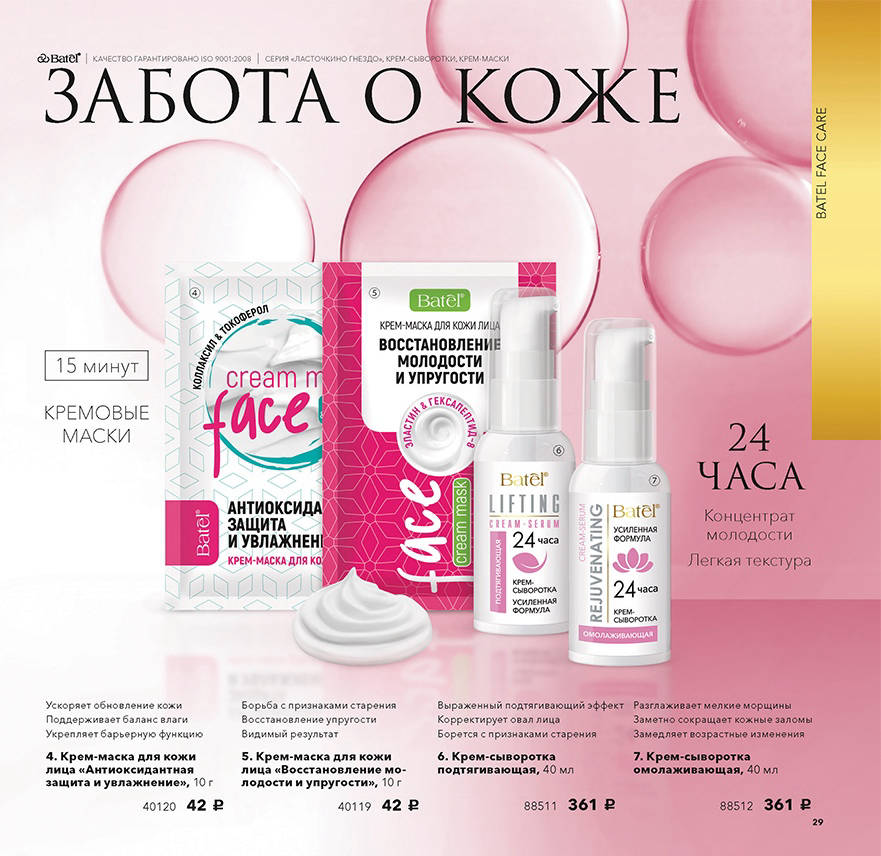 Batel® | КАЧЕСТВО ГАРАНТИРОВАНО ISO 9001:2008 | СЕРИЯ «ЛАСТОЧКИНО ГНЕЗДО», КРЕМ-СЫВОРОТКИ, КРЕМ-МАСКИ
ЗАБОТА О КОЖЕ
BATEL FACE CARE
15 минут
КРЕМОВЫЕ
МАСКИ
4
КОЛЛАКСИЛ & ТОКОФЕРОЛ
cream m
face
Batel®
АНТИОКСИДА
ЗАЩИТА
И УВЛАЖНЕНИ
КРЕМ-МАСКА ДЛЯ КО
5
Batel®
КРЕМ-МАСКА ДЛЯ КОЖИ ЛИЦА
ВОССТАНОВЛЕНИЕ
МОЛОДОСТИ
И УПРУГОСТИ
ЭЛАСТИН & ГЕКСАПЕПТИД-8
face
cream mask
6
Batel®
LIFTING
CREAM-SERUM
ПОДТЯГИВАЮЩАЯ
24 часа
КРЕМ-
СЫВОРОТКА
УСИЛЕННАЯ
ФОРМУЛА
7
Batel®
REJUVENATING
CREAM-SERUM
УСИЛЕННАЯ
ФОРМУЛА
24 часа
КРЕМ-
СЫВОРОТКА
ОМОЛАЖИВАЮЩАЯ
24
ЧАСА
Концентрат
молодости
Легкая текстура
Ускоряет обновление кожи
Поддерживает баланс влаги
Укрепляет барьерную функцию
4. Крем-маска для кожи
лица «Антиоксидантная
защита и увлажнение», 10 г
40120 42 ₽
Борьба с признаками старения
Восстановление упругости
Видимый результат
5. Крем-маска для кожи
лица «Восстановление мо-
лодости и упругости», 10 г
40119 42 ₽
Выраженный подтягивающий эффект
Корректирует овал лица
Борется с признаками старения
6. Крем-сыворотка
подтягивающая, 40 мл
88511 361 ₽
Разглаживает мелкие морщины
Заметно сокращает кожные заломы
Замедляет возрастные изменения
7. Крем-сыворотка
омолаживающая, 40 мл
88512 361 ₽
29